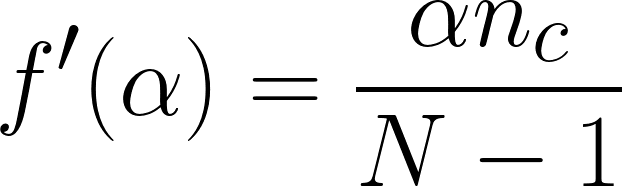 f′(α) = αn_C / (N − 1)